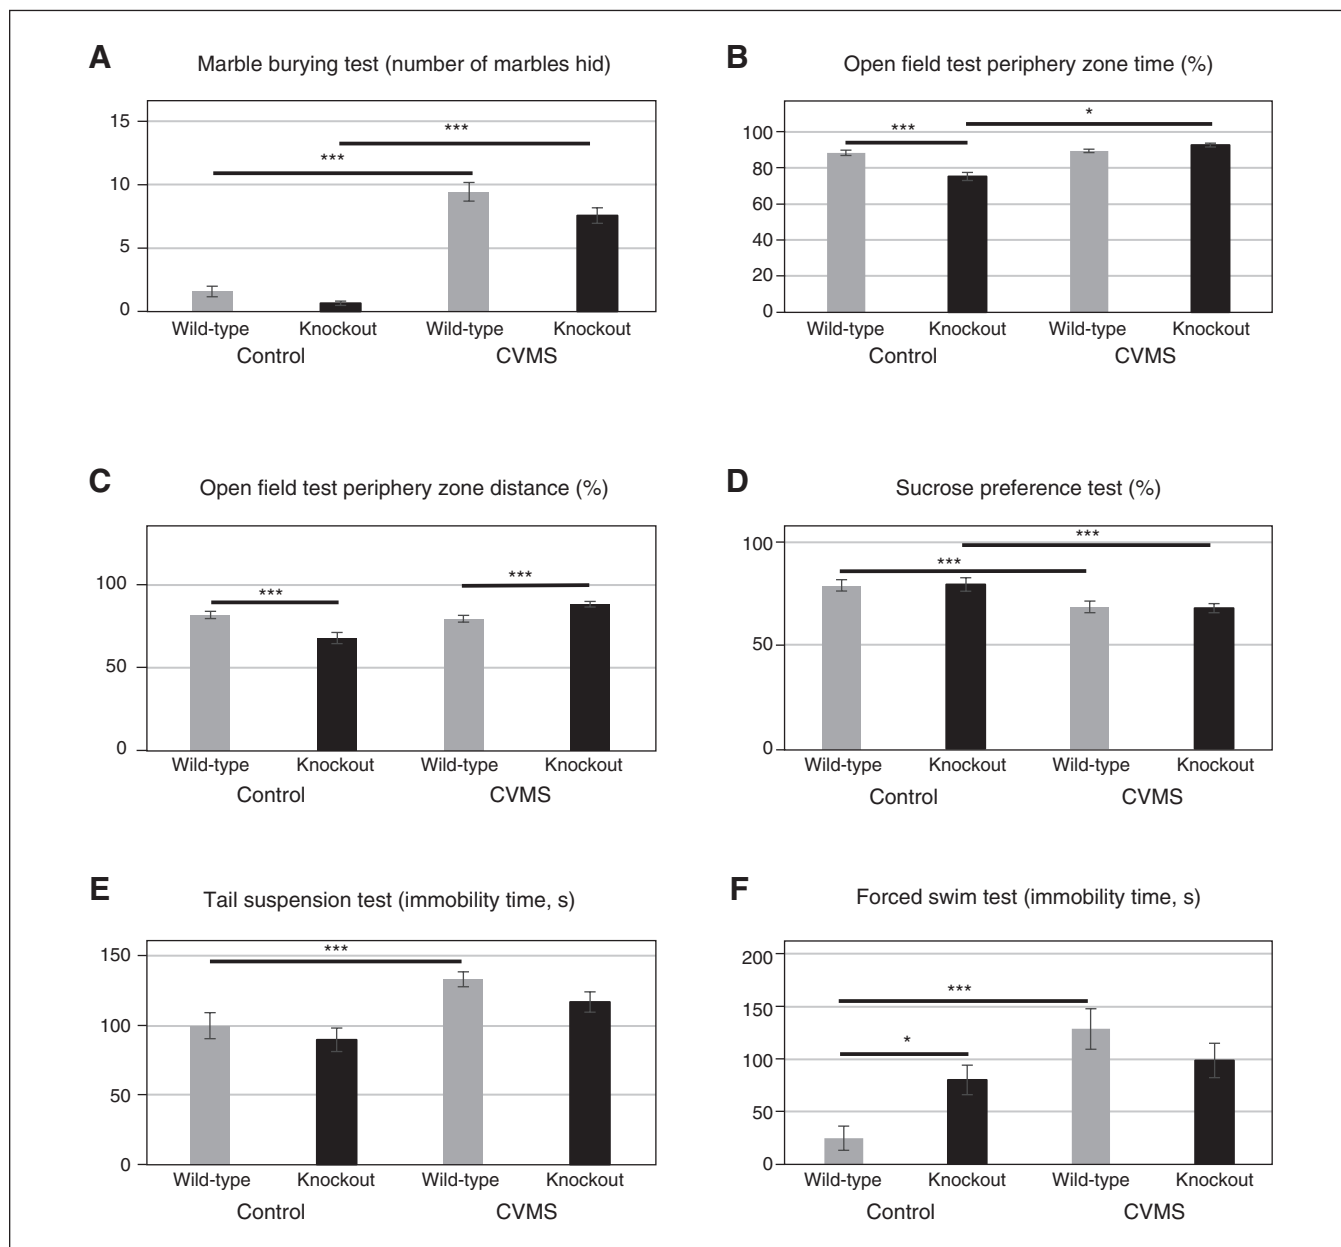 A
Marble burying test (number of marbles hid)
15
10
5
0
***
***
Wild-type Knockout Wild-type Knockout
Control CVMS
B
Open field test periphery zone time (%)
100
80
60
40
20
0
***
*
Wild-type Knockout Wild-type Knockout
Control CVMS
C
Open field test periphery zone distance (%)
100
50
0
***
***
Wild-type Knockout Wild-type Knockout
Control CVMS
D
Sucrose preference test (%)
100
50
0
***
***
Wild-type Knockout Wild-type Knockout
Control CVMS
E
Tail suspension test (immobility time, s)
150
100
50
0
***
Wild-type Knockout Wild-type Knockout
Control CVMS
F
Forced swim test (immobility time, s)
200
150
100
50
0
***
*
Wild-type Knockout Wild-type Knockout
Control CVMS